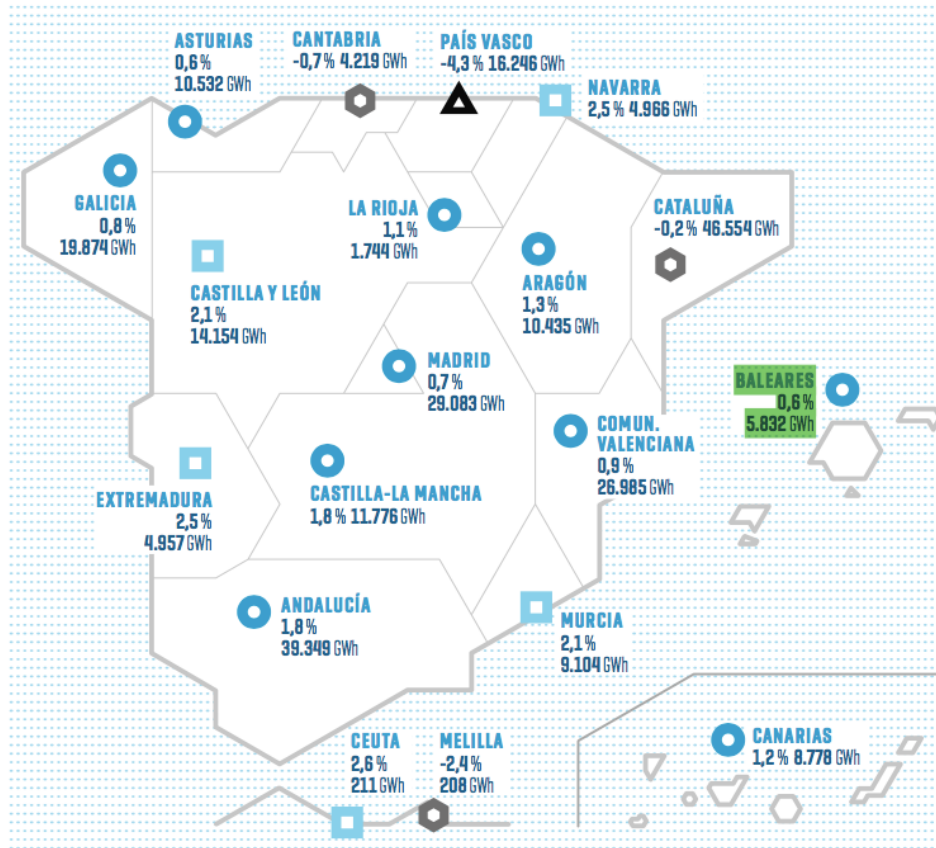 ASTURIAS
0,6 %
10.532 GWh
CANTABRIA
-0,7 % 4.219 GWh
PAÍS VASCO
-4,3 % 16.246 GWh
NAVARRA
2,5 % 4.966 GWh
GALICIA
0,8 %
19.874 GWh
LA RIOJA
1,1 %
1.744 GWh
CATALUÑA
-0,2 % 46.554 GWh
CASTILLA Y LEÓN
2,1 %
14.154 GWh
ARAGÓN
1,3 %
10.435 GWh
MADRID
0,7 %
29.083 GWh
BALEARES
0,6 %
5.832 GWh
COMUN.
VALENCIANA
0,9 %
26.985 GWh
EXTREMADURA
2,5 %
4.957 GWh
CASTILLA-LA MANCHA
1,8 % 11.776 GWh
ANDALUCÍA
1,8 %
39.349 GWh
MURCIA
2,1 %
9.104 GWh
CEUTA
2,6 %
211 GWh
MELILLA
-2,4 %
208 GWh
CANARIAS
1,2 % 8.778 GWh